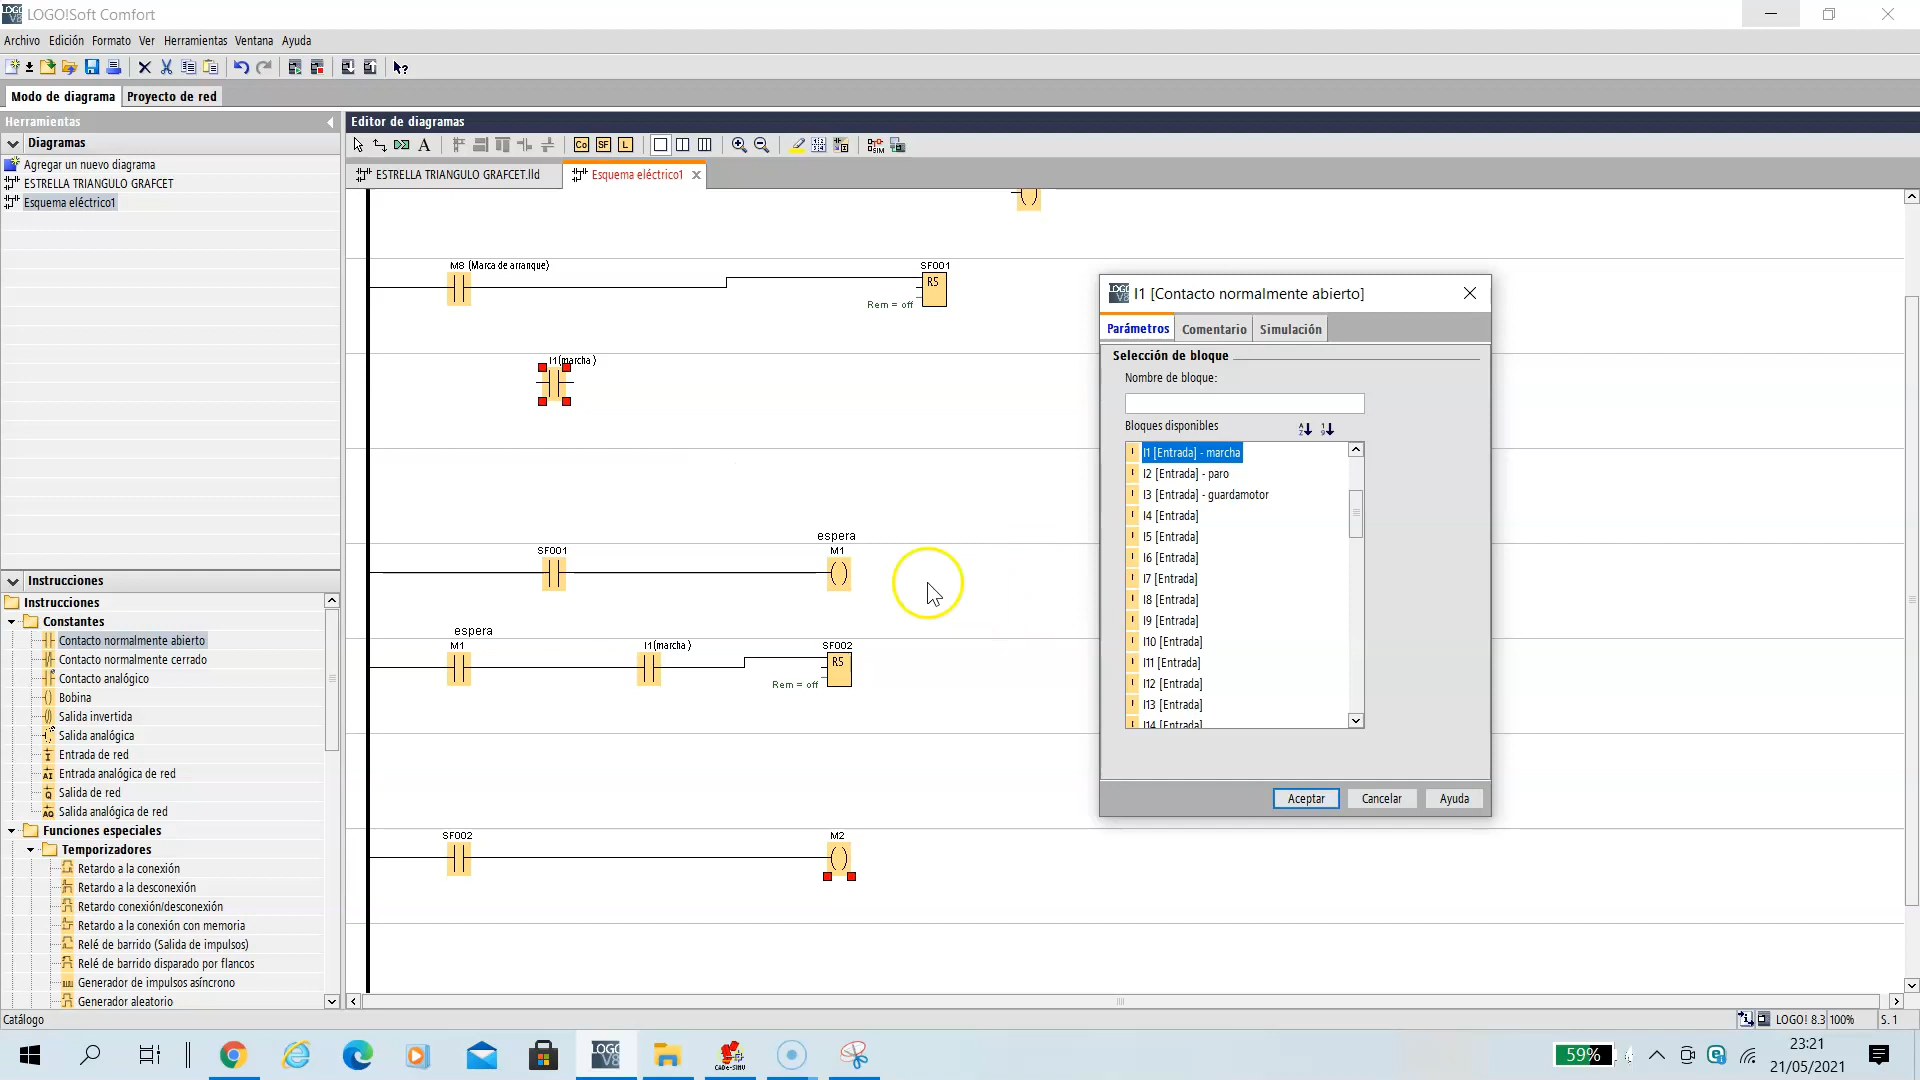 LOGO!Soft Comfort
Archivo Edición Formato Ver Herramientas Ventana Ayuda
Modo de diagrama Proyecto de red
Herramientas
Diagramas
Agregar un nuevo diagrama
ESTRELLA TRIANGULO GRAFCET
Esquema eléctrico1
Instrucciones
Instrucciones
Constantes
Contacto normalmente abierto
Contacto normalmente cerrado
Contacto analógico
Bobina
Salida invertida
Salida analógica
Entrada de red
Entrada analógica de red
Salida de red
Salida analógica de red
Funciones especiales
Temporizadores
Retardo a la conexión
Retardo a la desconexión
Retardo conexión/desconexión
Retardo a la conexión con memoria
Relé de barrido (Salida de impulsos)
Relé de barrido disparado por flancos
Generador de impulsos asíncrono
Generador aleatorio
Editor de diagramas
A Co SF L
ESTRELLA TRIANGULO GRAFCET.lld Esquema eléctrico1
M8 (Marca de arranque) SF001
RS
Rem = off
I1(marcha )
espera
SF001 M1
espera
M1 I1(marcha ) SF002
RS
Rem = off
SF002 M2
I1 [Contacto normalmente abierto]
Parámetros Comentario Simulación
Selección de bloque
Nombre de bloque:
Bloques disponibles
I1 [Entrada] - marcha
I2 [Entrada] - paro
I3 [Entrada] - guardamotor
I4 [Entrada]
I5 [Entrada]
I6 [Entrada]
I7 [Entrada]
I8 [Entrada]
I9 [Entrada]
I10 [Entrada]
I11 [Entrada]
I12 [Entrada]
I13 [Entrada]
I14 [Entrada]
Aceptar Cancelar Ayuda
Catálogo
LOGO! 8.3 100% S. 1
LOGO V8
CADe-SIMU
59%
23:21
21/05/2021